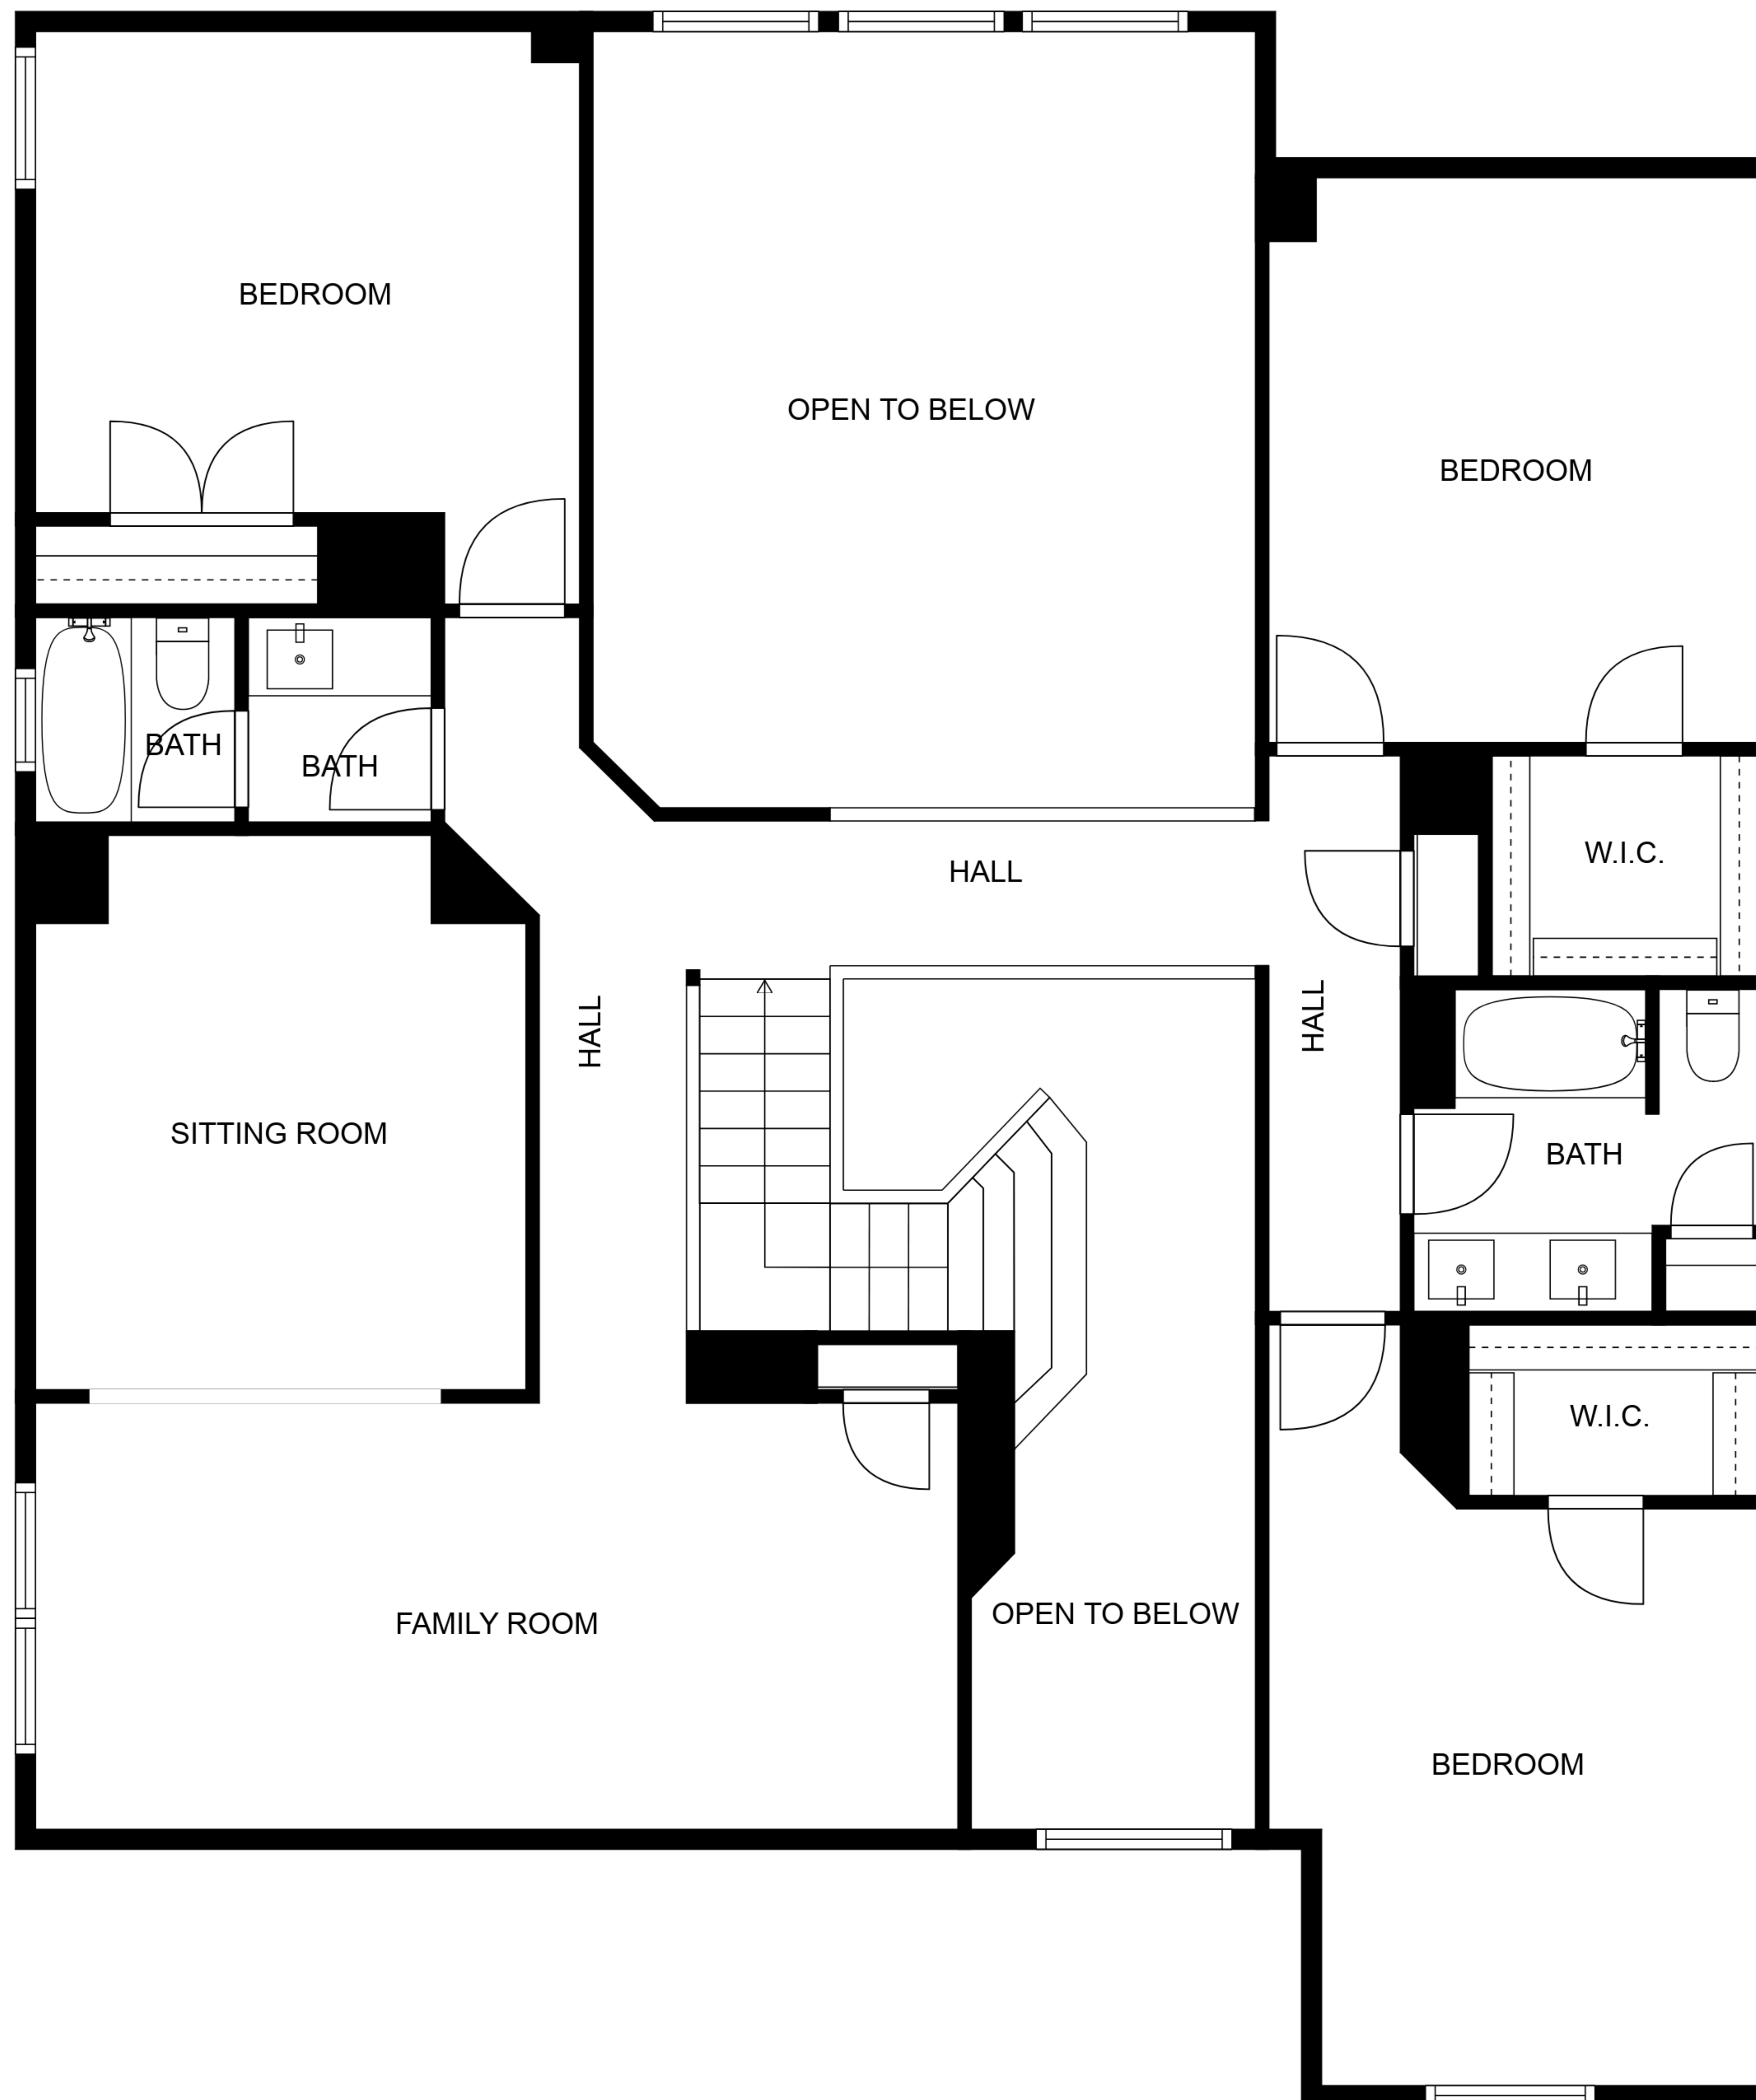 BEDROOM
OPEN TO BELOW
BEDROOM
BATH
BATH
HALL
W.I.C.
HALL
HALL
SITTING ROOM
BATH
W.I.C.
FAMILY ROOM
OPEN TO BELOW
BEDROOM